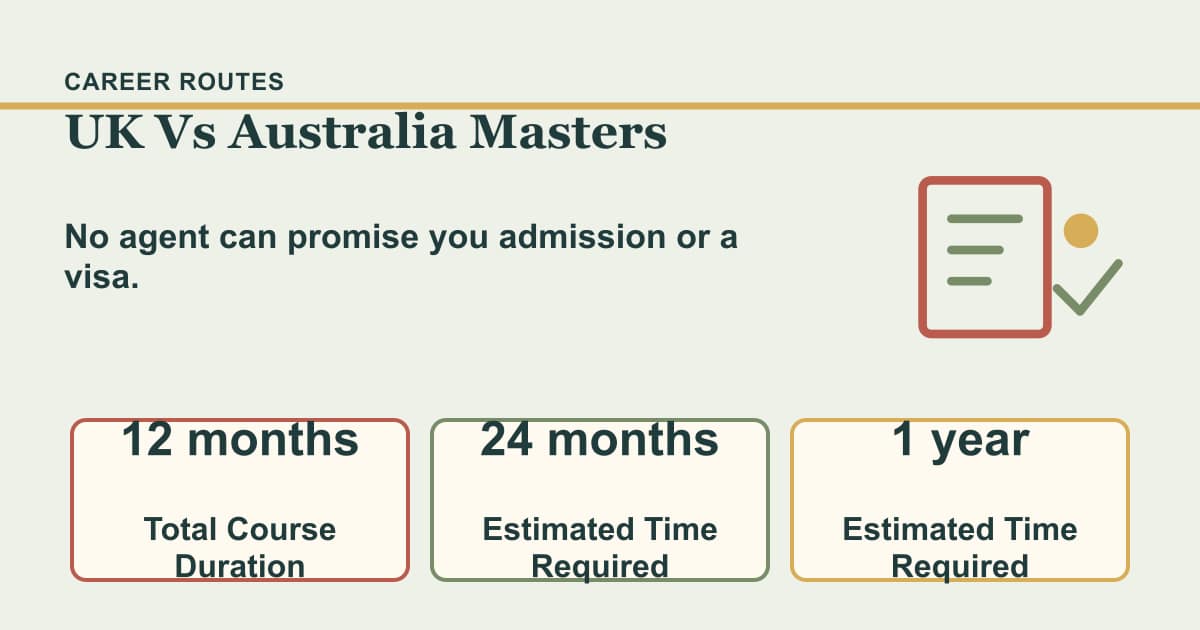 CAREER ROUTES
UK Vs Australia Masters
No agent can promise you admission or a
visa.
12 months
Total Course
Duration
24 months
Estimated Time
Required
1 year
Estimated Time
Required